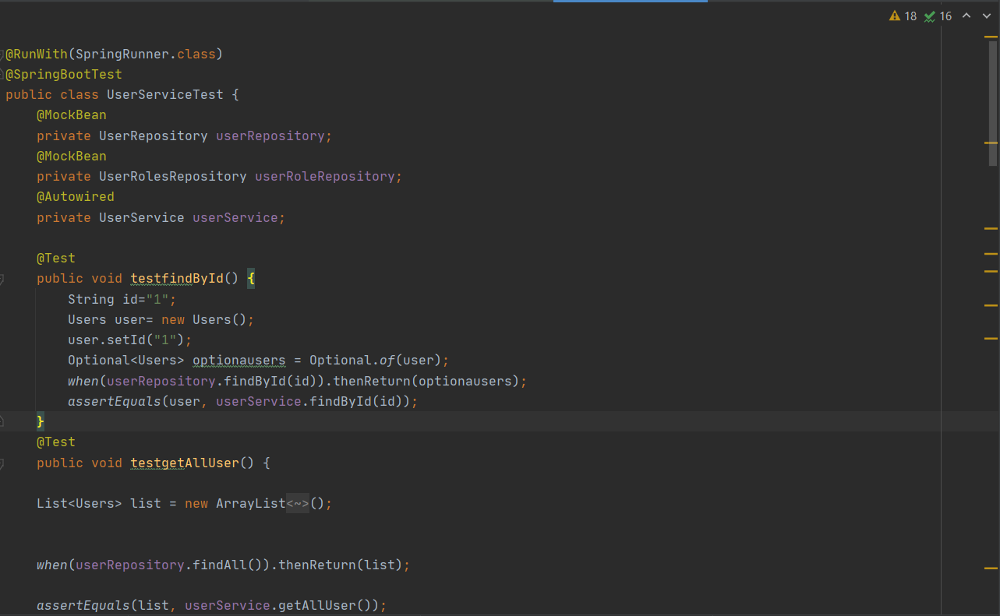 18 16
@RunWith(SpringRunner.class)
@SpringBootTest
public class UserServiceTest {
@MockBean
private UserRepository userRepository;
@MockBean
private UserRolesRepository userRoleRepository;
@Autowired
private UserService userService;
@Test
public void testfindById() {
String id="1";
Users user= new Users();
user.setId("1");
Optional<Users> optionausers = Optional.of(user);
when(userRepository.findById(id)).thenReturn(optionausers);
assertEquals(user, userService.findById(id));
}
@Test
public void testgetAllUser() {
List<Users> list = new ArrayList<~>();
when(userRepository.findAll()).thenReturn(list);
assertEquals(list, userService.getAllUser());